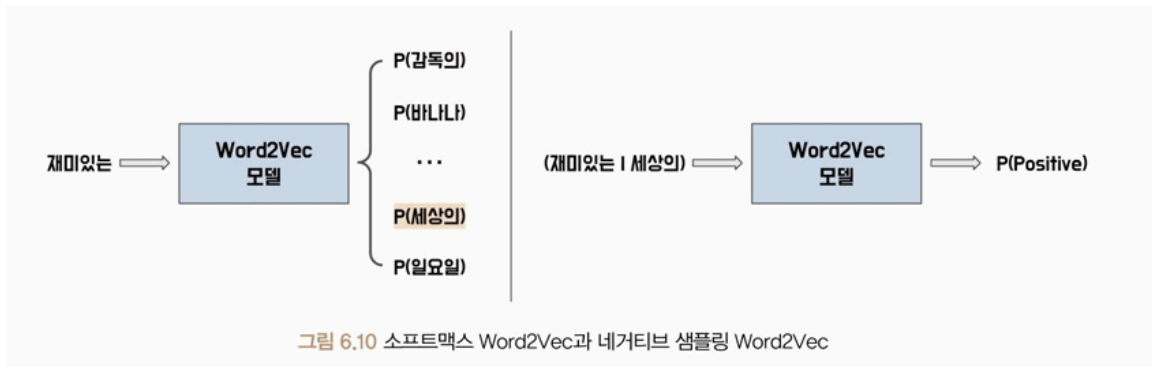 재미있는
Word2Vec
모델
P(감독의)
P(바나나)
...
P(세상의)
P(일요일)
(재미있는 | 세상의)
Word2Vec
모델
P(Positive)
그림 6.10 소프트맥스 Word2Vec과 네거티브 샘플링 Word2Vec